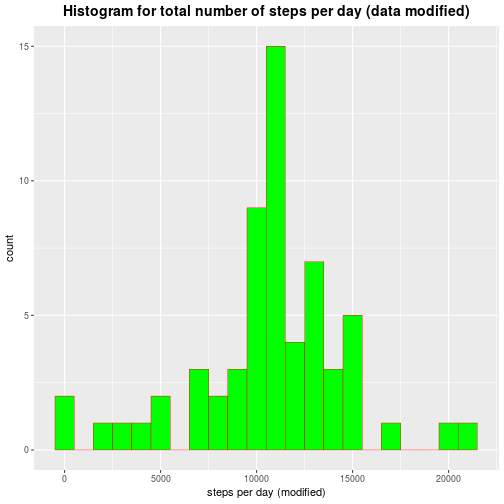 Histogram for total number of steps per day (data modified)
15
10
5
0
count
0 5000 10000 15000 20000
steps per day (modified)